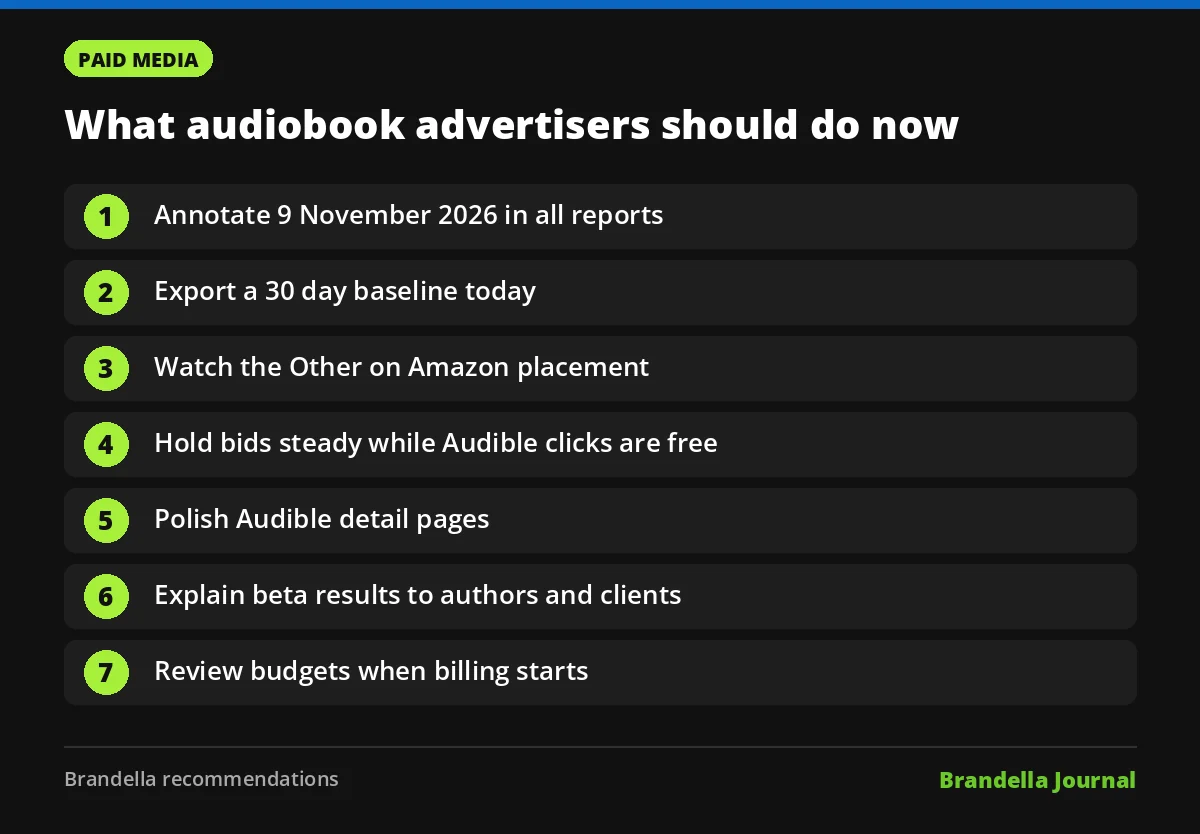 PAID MEDIA
What audiobook advertisers should do now
1 Annotate 9 November 2026 in all reports
2 Export a 30 day baseline today
3 Watch the Other on Amazon placement
4 Hold bids steady while Audible clicks are free
5 Polish Audible detail pages
6 Explain beta results to authors and clients
7 Review budgets when billing starts
Brandella recommendations
Brandella Journal